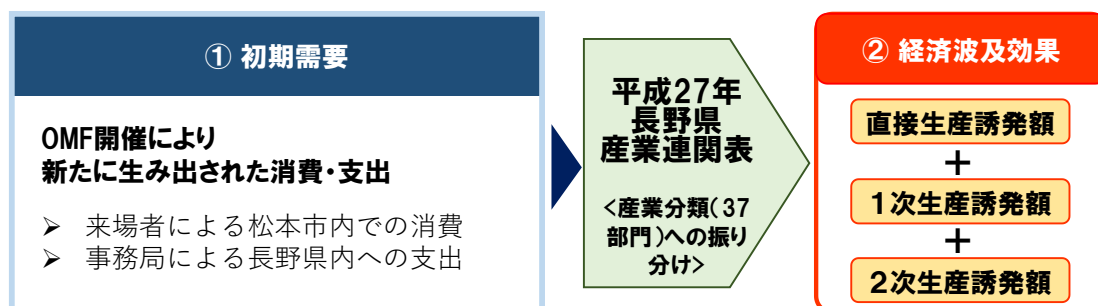 ① 初期需要
OMF開催により
新たに生み出された消費・支出
➢ 来場者による松本市内での消費
➢ 事務局による長野県内への支出
平成27年
長野県
産業連関表
<産業分類(37
部門)への振り
分け>
② 経済波及効果
直接生産誘発額
+
1次生産誘発額
+
2次生産誘発額